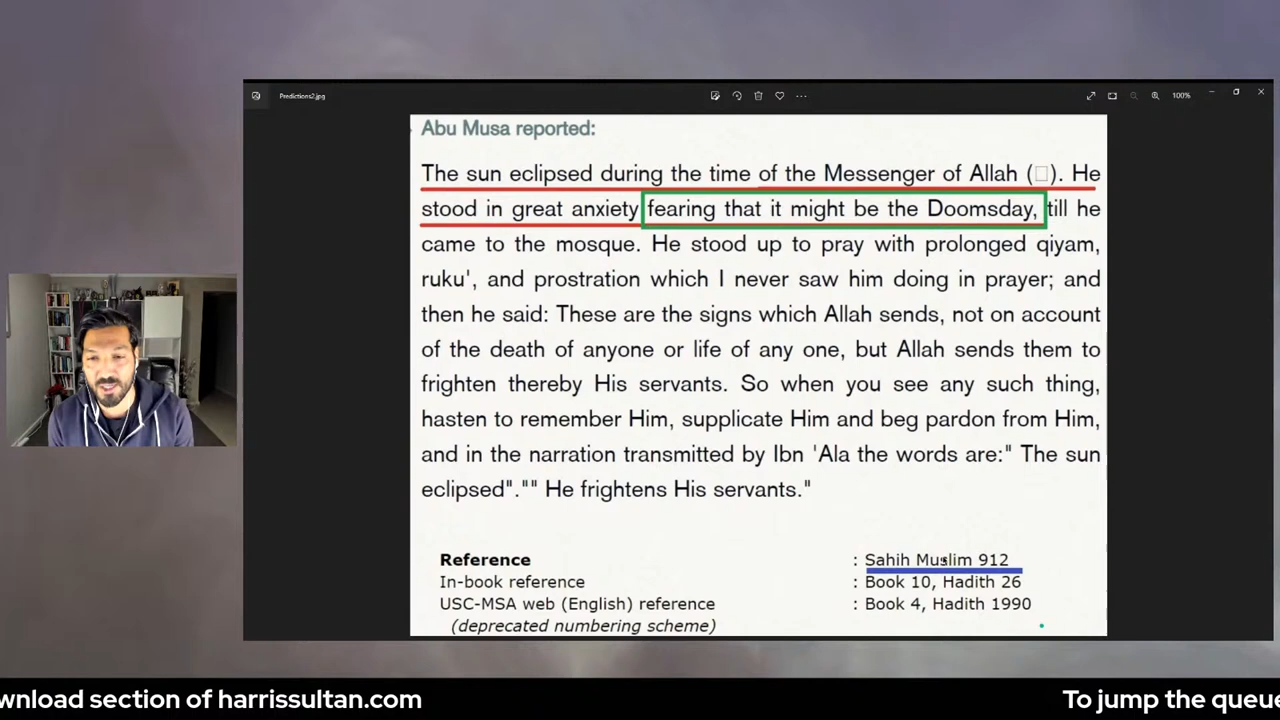 Predictions2.jpg
100%
Abu Musa reported:
The sun eclipsed during the time of the Messenger of Allah (□). He
stood in great anxiety fearing that it might be the Doomsday, till he
came to the mosque. He stood up to pray with prolonged qiyam,
ruku', and prostration which I never saw him doing in prayer; and
then he said: These are the signs which Allah sends, not on account
of the death of anyone or life of any one, but Allah sends them to
frighten thereby His servants. So when you see any such thing,
hasten to remember Him, supplicate Him and beg pardon from Him,
and in the narration transmitted by Ibn 'Ala the words are:" The sun
eclipsed"."" He frightens His servants."
Reference : Sahih Muslim 912
In-book reference : Book 10, Hadith 26
USC-MSA web (English) reference : Book 4, Hadith 1990
(deprecated numbering scheme)
wnload section of harrissultan.com To jump the queue